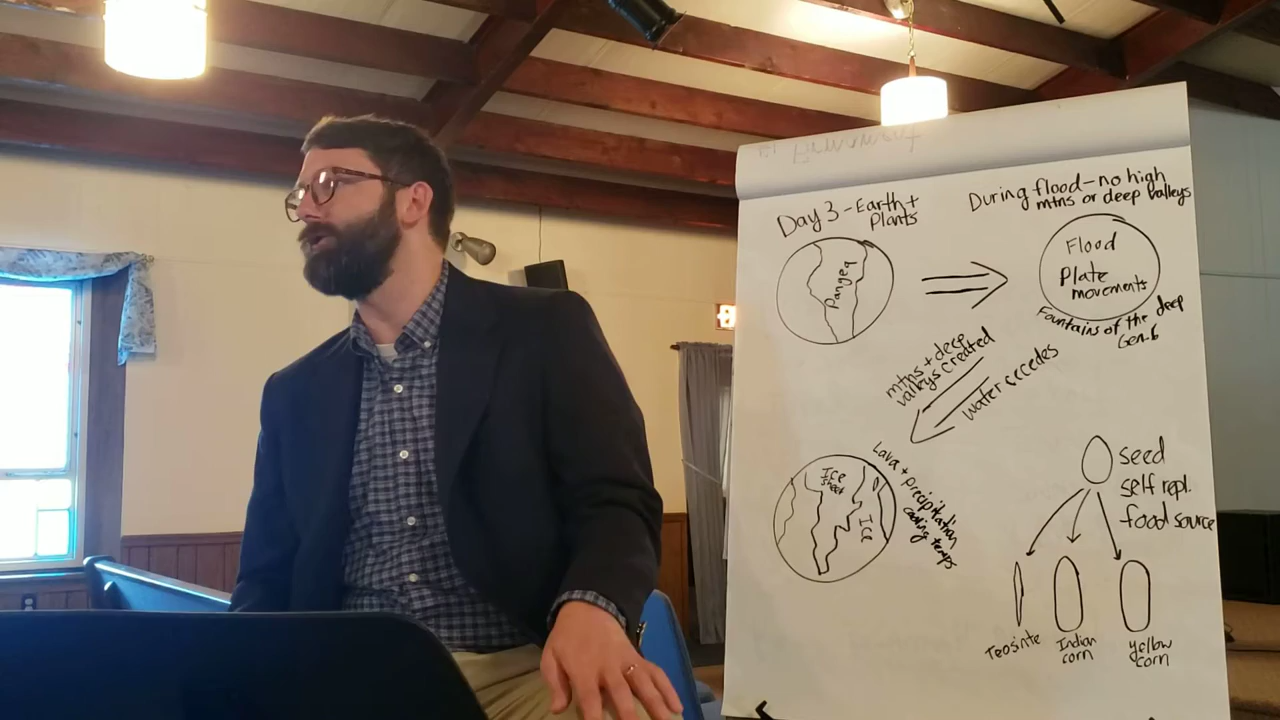 Day 3 - Earth +
Plants
Pangea
During flood - no high
mtns or deep valleys
Flood
Plate
movements
Fountains of the deep
Gen. 6
mtns + deep
valleys created
Water recedes
Lava + precipitation
cooling temps
Ice
Sheet
Ice
seed
self repl.
food source
Teosinte
Indian
corn
yellow
corn